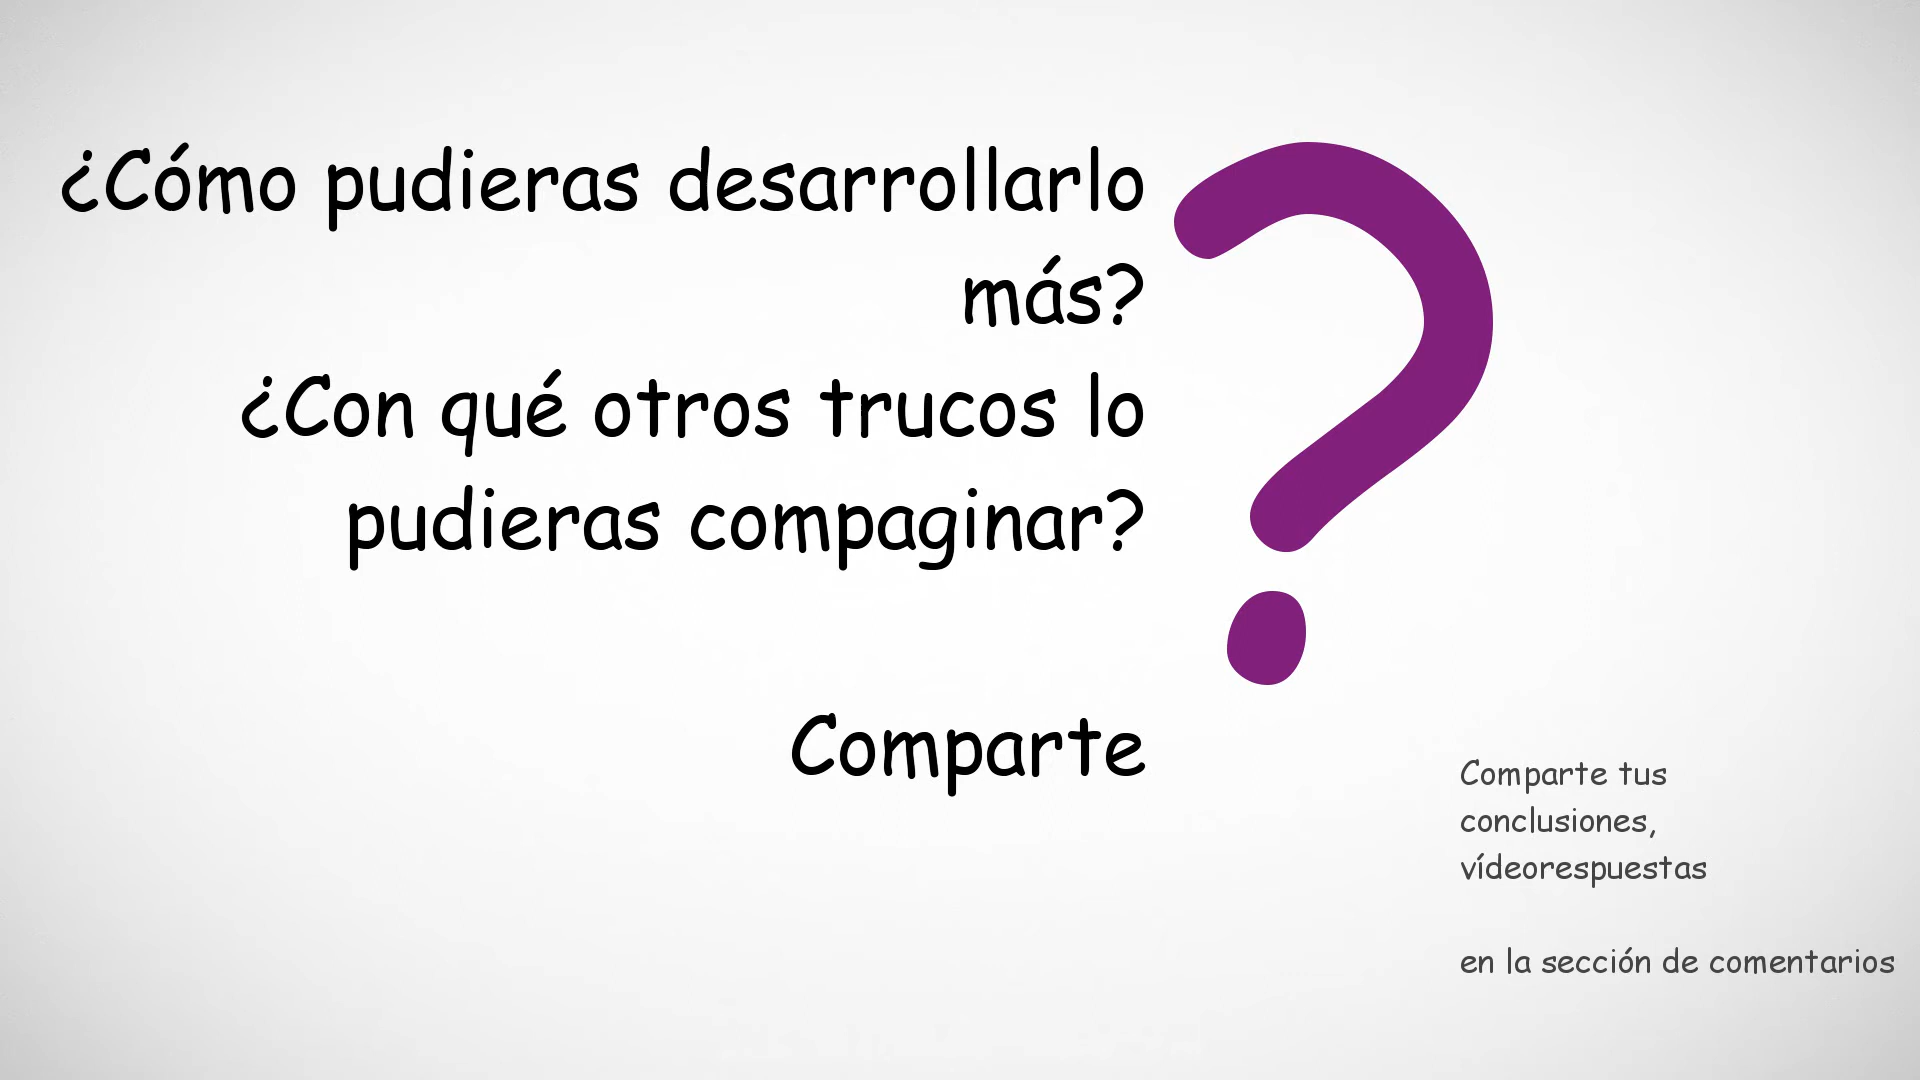 ¿Cómo pudieras desarrollarlo
más?
¿Con qué otros trucos lo
pudieras compaginar?
Comparte
?
Comparte tus
conclusiones,
vídeorespuestas
en la sección de comentarios